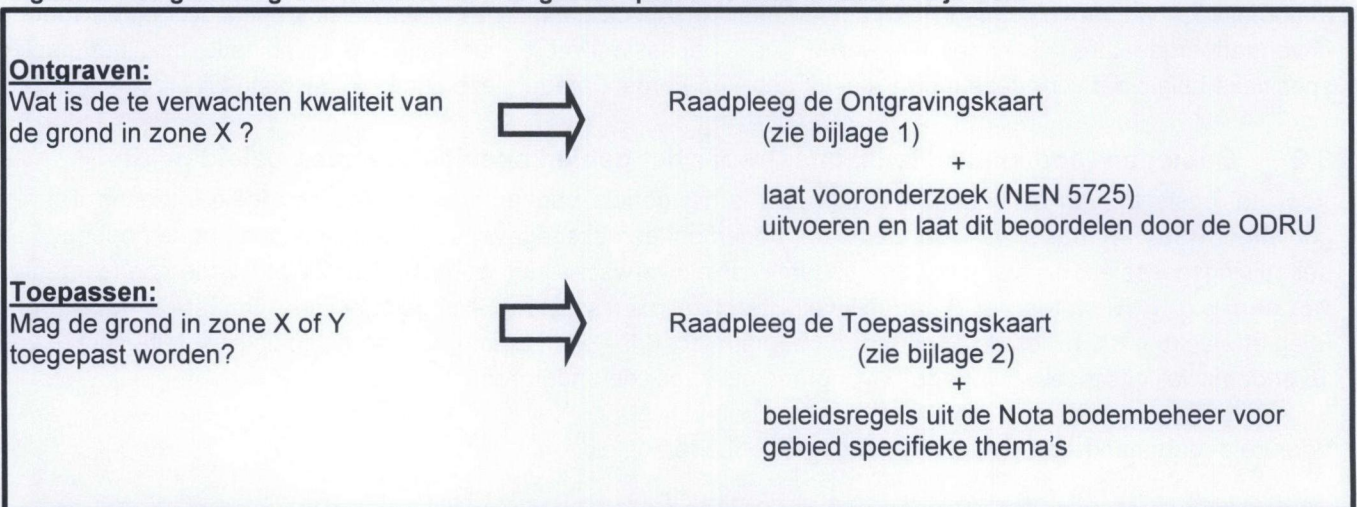 Ontgraven:
Wat is de te verwachten kwaliteit van
de grond in zone X ?
Raadpleeg de Ontgravingskaart
(zie bijlage 1)
+
laat vooronderzoek (NEN 5725)
uitvoeren en laat dit beoordelen door de ODRU
Toepassen:
Mag de grond in zone X of Y
toegepast worden?
Raadpleeg de Toepassingskaart
(zie bijlage 2)
+
beleidsregels uit de Nota bodembeheer voor
gebied specifieke thema's